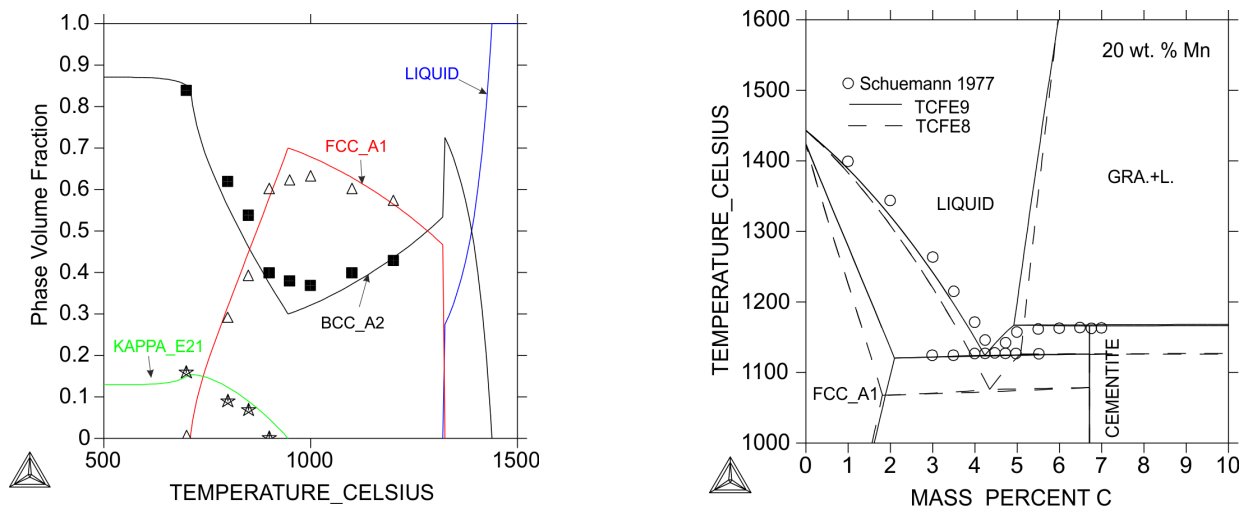 1.0
0.9
0.8
0.7
0.6
0.5
0.4
0.3
0.2
0.1
0
Phase Volume Fraction
LIQUID
FCC_A1
BCC_A2
KAPPA_E21
500
1000
1500
TEMPERATURE_CELSIUS
1600
1500
1400
1300
1200
1100
1000
TEMPERATURE_CELSIUS
20 wt. % Mn
Schuemann 1977
TCFE9
TCFE8
GRA.+L.
LIQUID
FCC_A1
CEMENTITE
0 1 2 3 4 5 6 7 8 9 10
MASS_PERCENT C